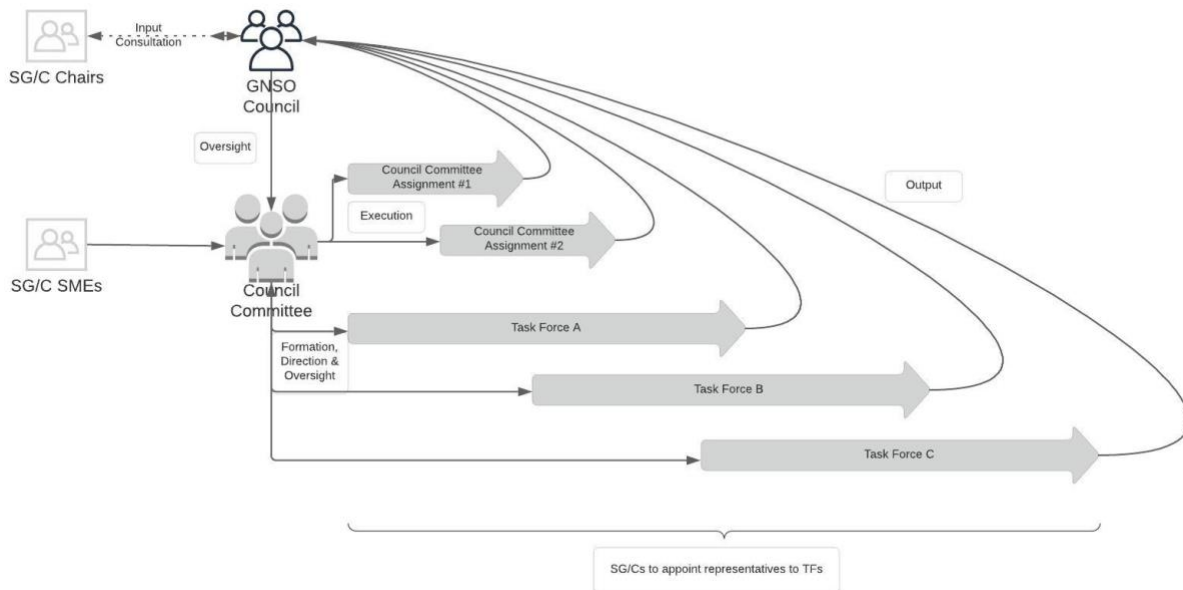 Input
Consultation
SG/C Chairs
GNSO
Council
Oversight
Council Committee
Assignment #1
Output
Execution
Council Committee
Assignment #2
SG/C SMEs
Council
Committee
Task Force A
Formation,
Direction &
Oversight
Task Force B
Task Force C
SG/Cs to appoint representatives to TFs